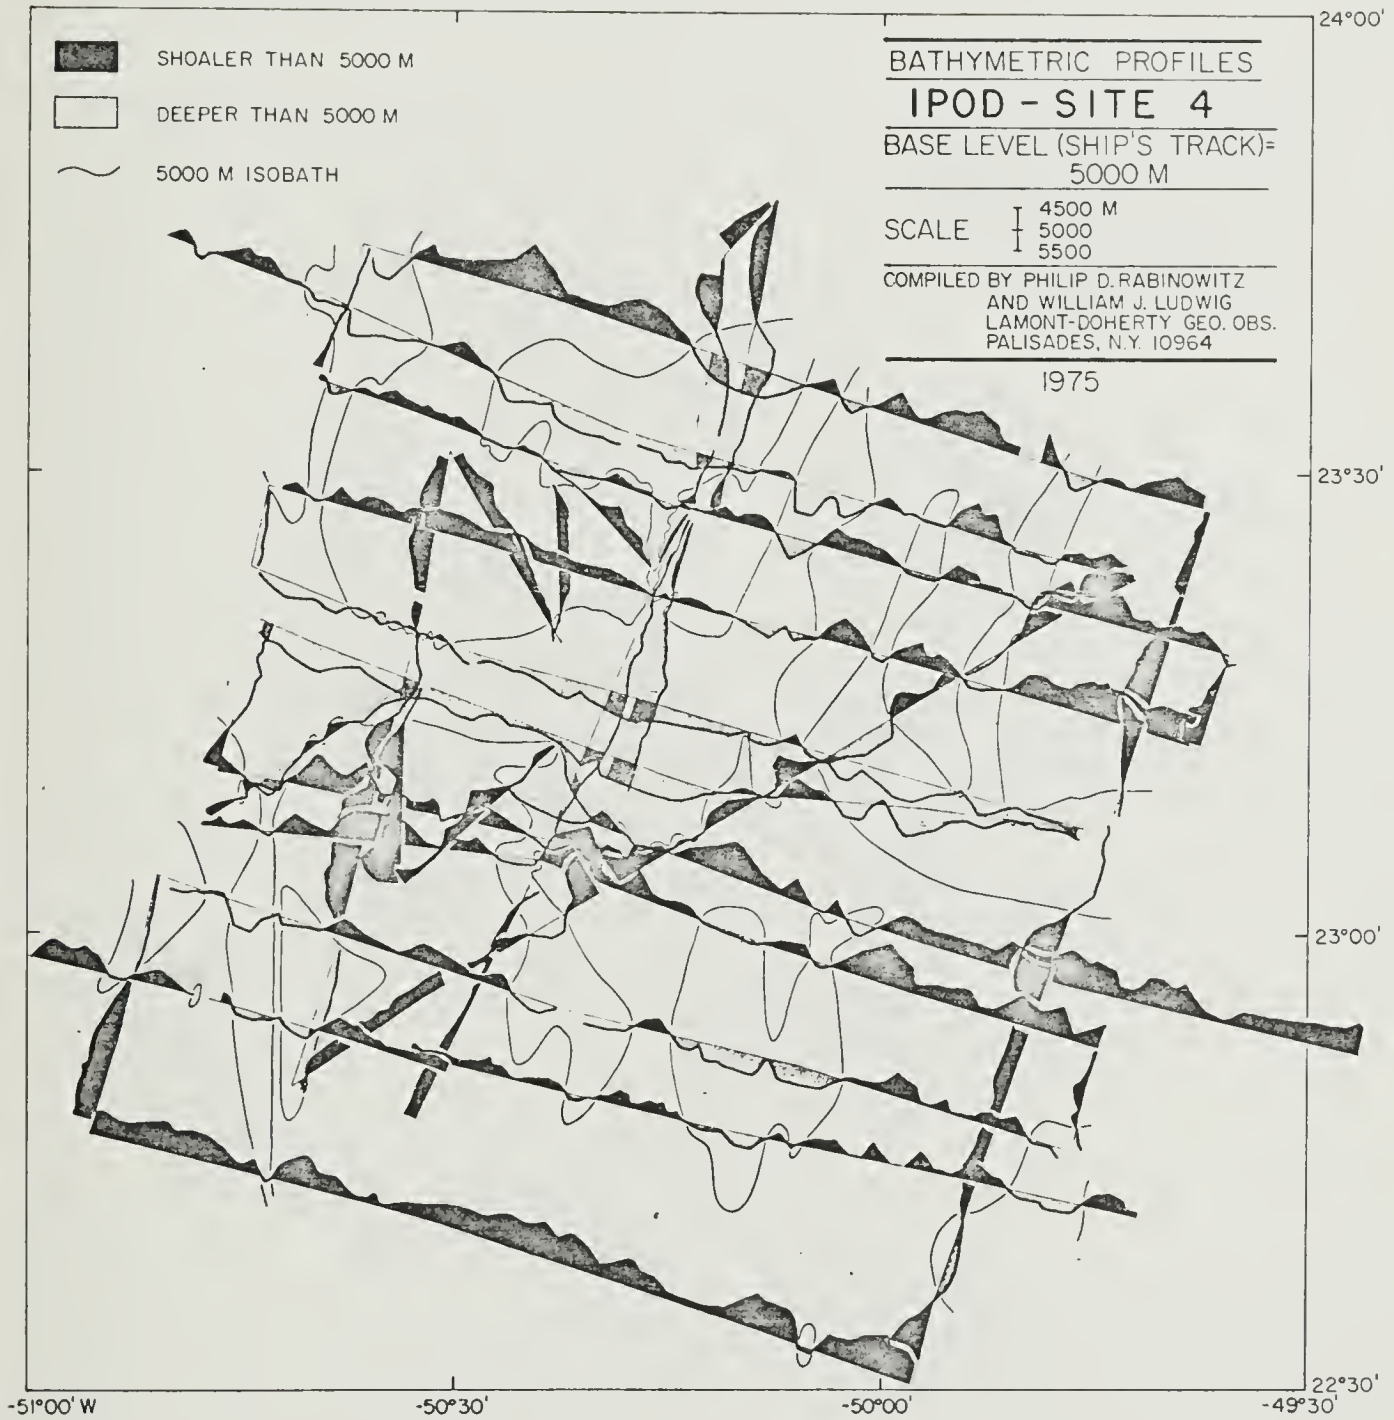 24°00'
SHOALER THAN 5000 M
DEEPER THAN 5000 M
5000 M ISOBATH
BATHYMETRIC PROFILES
IPOD - SITE 4
BASE LEVEL (SHIP'S TRACK)=
5000 M
SCALE
4500 M
5000
5500
COMPILED BY PHILIP D. RABINOWITZ
AND WILLIAM J. LUDWIG
LAMONT-DOHERTY GEO. OBS.
PALISADES, N.Y. 10964
1975
23°30'
23°00'
22°30'
-51°00' W
-50°30'
-50°00'
-49°30'